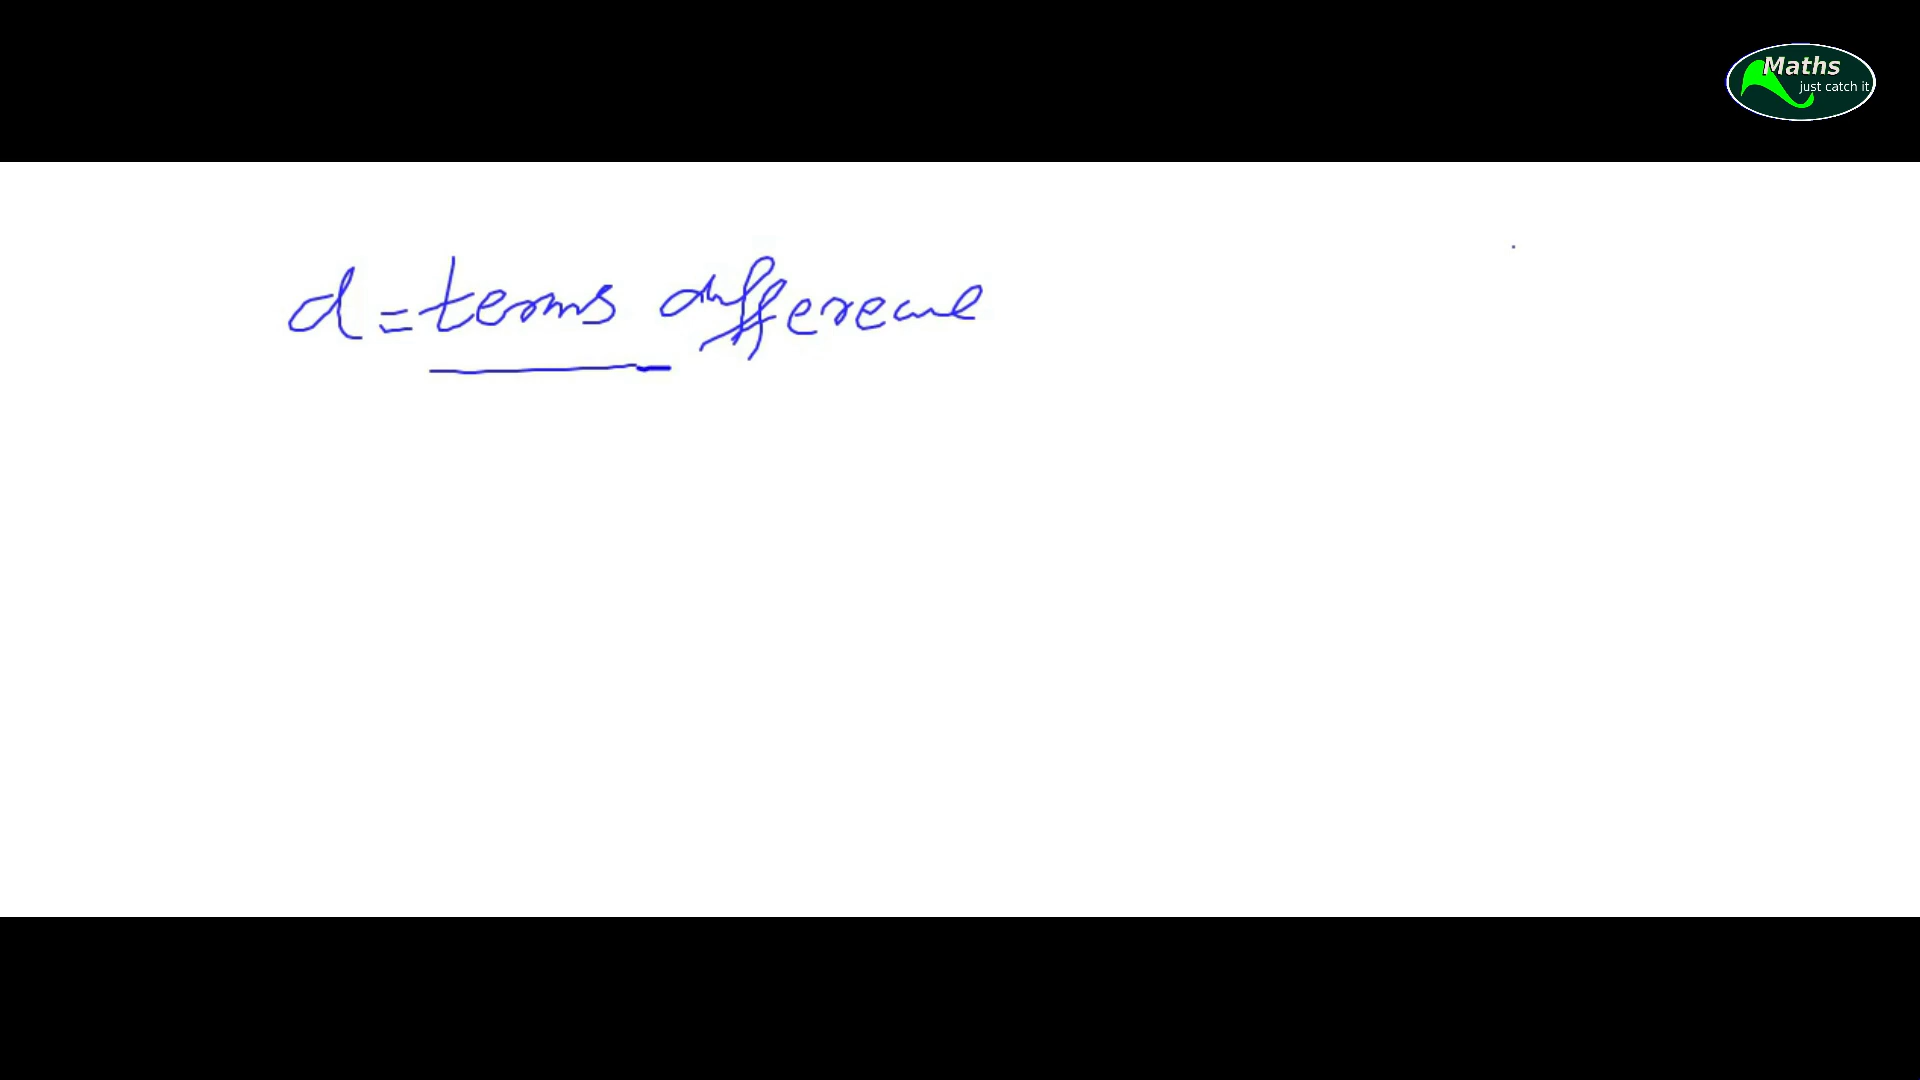 Maths
just catch it
d = terms difference